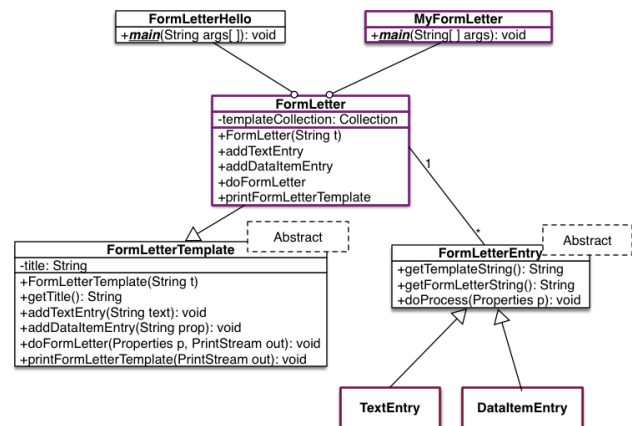 FormLetterHello
+main(String args[ ]): void
MyFormLetter
+main(String[ ] args): void
FormLetter
-templateCollection: Collection
+FormLetter(String t)
+addTextEntry
+addDataItemEntry
+doFormLetter
+printFormLetterTemplate
1
*
Abstract
FormLetterTemplate
-title: String
+FormLetterTemplate(String t)
+getTitle(): String
+addTextEntry(String text): void
+addDataItemEntry(String prop): void
+doFormLetter(Properties p, PrintStream out): void
+printFormLetterTemplate(PrintStream out): void
Abstract
FormLetterEntry
+getTemplateString(): String
+getFormLetterString(): String
+doProcess(Properties p): void
TextEntry
DataItemEntry